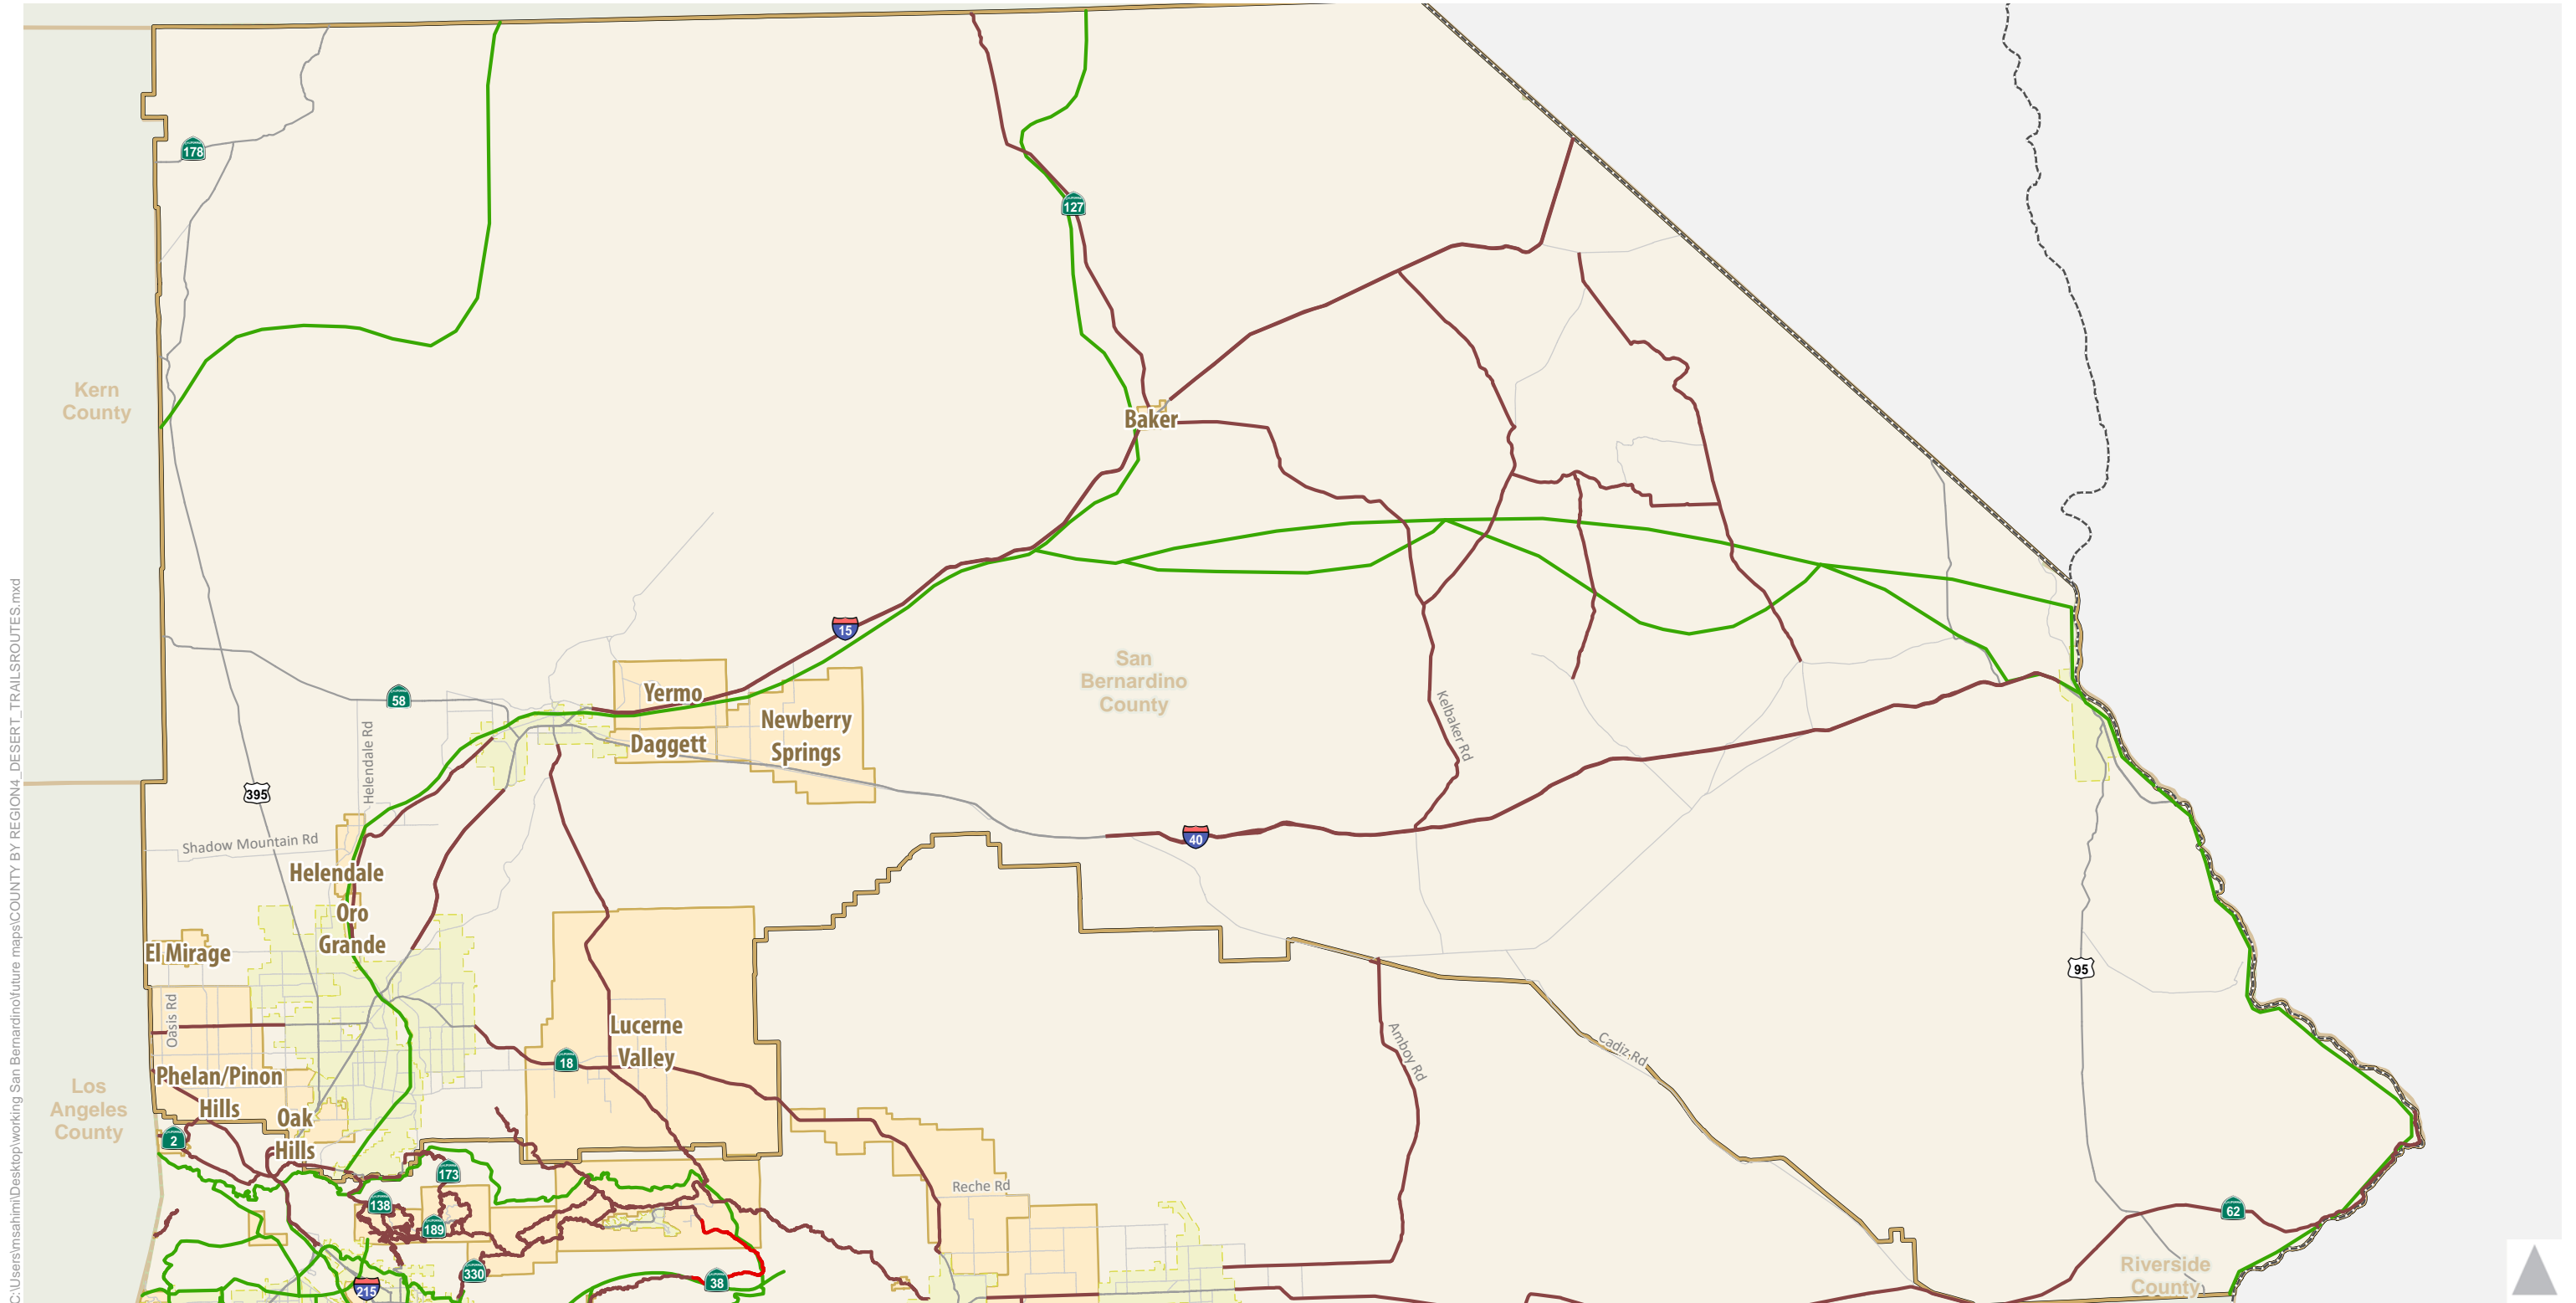 178
127
Kern
County
Baker
15
San
Bernardino
County
Yermo
58
Newberry
Springs
Daggett
Helendale Rd
Kelbaker Rd
395
Shadow Mountain Rd
40
Helendale
Oro
Grande
El Mirage
95
Oasis Rd
Lucerne
Valley
18
Amboy Rd
Cadiz Rd
Phelan/Pinon
Hills
Los
Angeles
County
Oak
Hills
2
173
Reche Rd
138
189
62
330
38
215
Riverside
County
C:\Users\msahimi\Desktop\working San Bernardino\future maps\COUNTY BY REGION4_DESERT_TRAILSROUTES.mxd